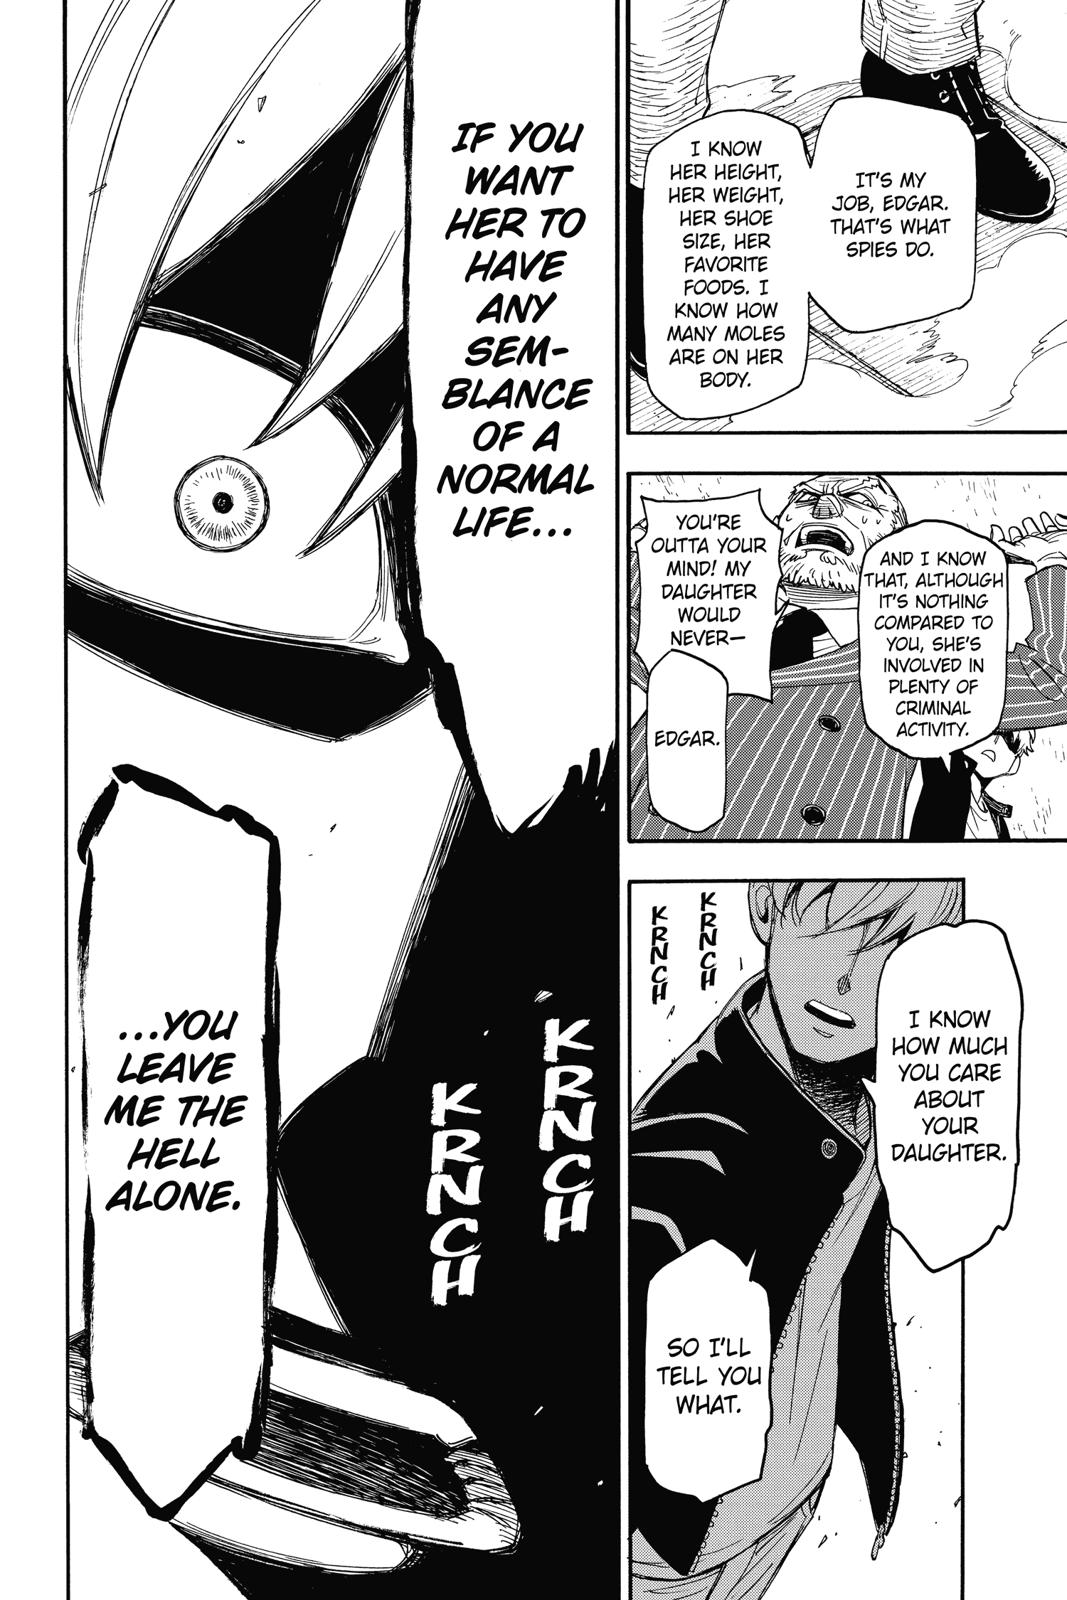 IT'S MY
JOB, EDGAR.
THAT'S WHAT
SPIES DO.
I KNOW
HER HEIGHT,
HER WEIGHT,
HER SHOE
SIZE, HER
FAVORITE
FOODS. I
KNOW HOW
MANY MOLES
ARE ON HER
BODY.
AND I KNOW
THAT, ALTHOUGH
IT'S NOTHING
COMPARED TO
YOU, SHE'S
INVOLVED IN
PLENTY OF
CRIMINAL
ACTIVITY.
YOU'RE
OUTTA YOUR
MIND! MY
DAUGHTER
WOULD
NEVER—
EDGAR.
KRNCH
KRNCH
I KNOW
HOW MUCH
YOU CARE
ABOUT
YOUR
DAUGHTER.
SO I'LL
TELL YOU
WHAT.
IF YOU
WANT
HER TO
HAVE
ANY
SEM-
BLANCE
OF A
NORMAL
LIFE...
KRNCH
KRNCH
...YOU
LEAVE
ME THE
HELL
ALONE.